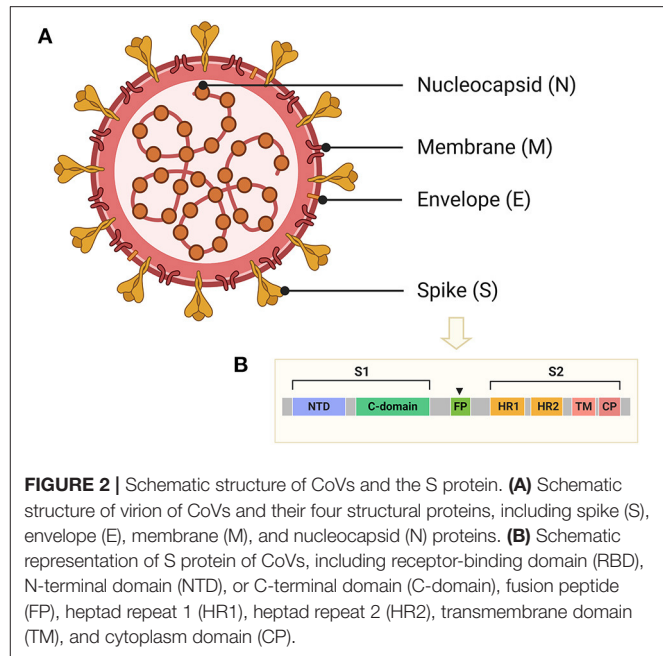 A
Nucleocapsid (N)
Membrane (M)
Envelope (E)
Spike (S)
B
S1 S2
NTD C-domain FP HR1 HR2 TM CP
FIGURE 2 | Schematic structure of CoVs and the S protein. (A) Schematic
structure of virion of CoVs and their four structural proteins, including spike (S),
envelope (E), membrane (M), and nucleocapsid (N) proteins. (B) Schematic
representation of S protein of CoVs, including receptor-binding domain (RBD),
N-terminal domain (NTD), or C-terminal domain (C-domain), fusion peptide
(FP), heptad repeat 1 (HR1), heptad repeat 2 (HR2), transmembrane domain
(TM), and cytoplasm domain (CP).